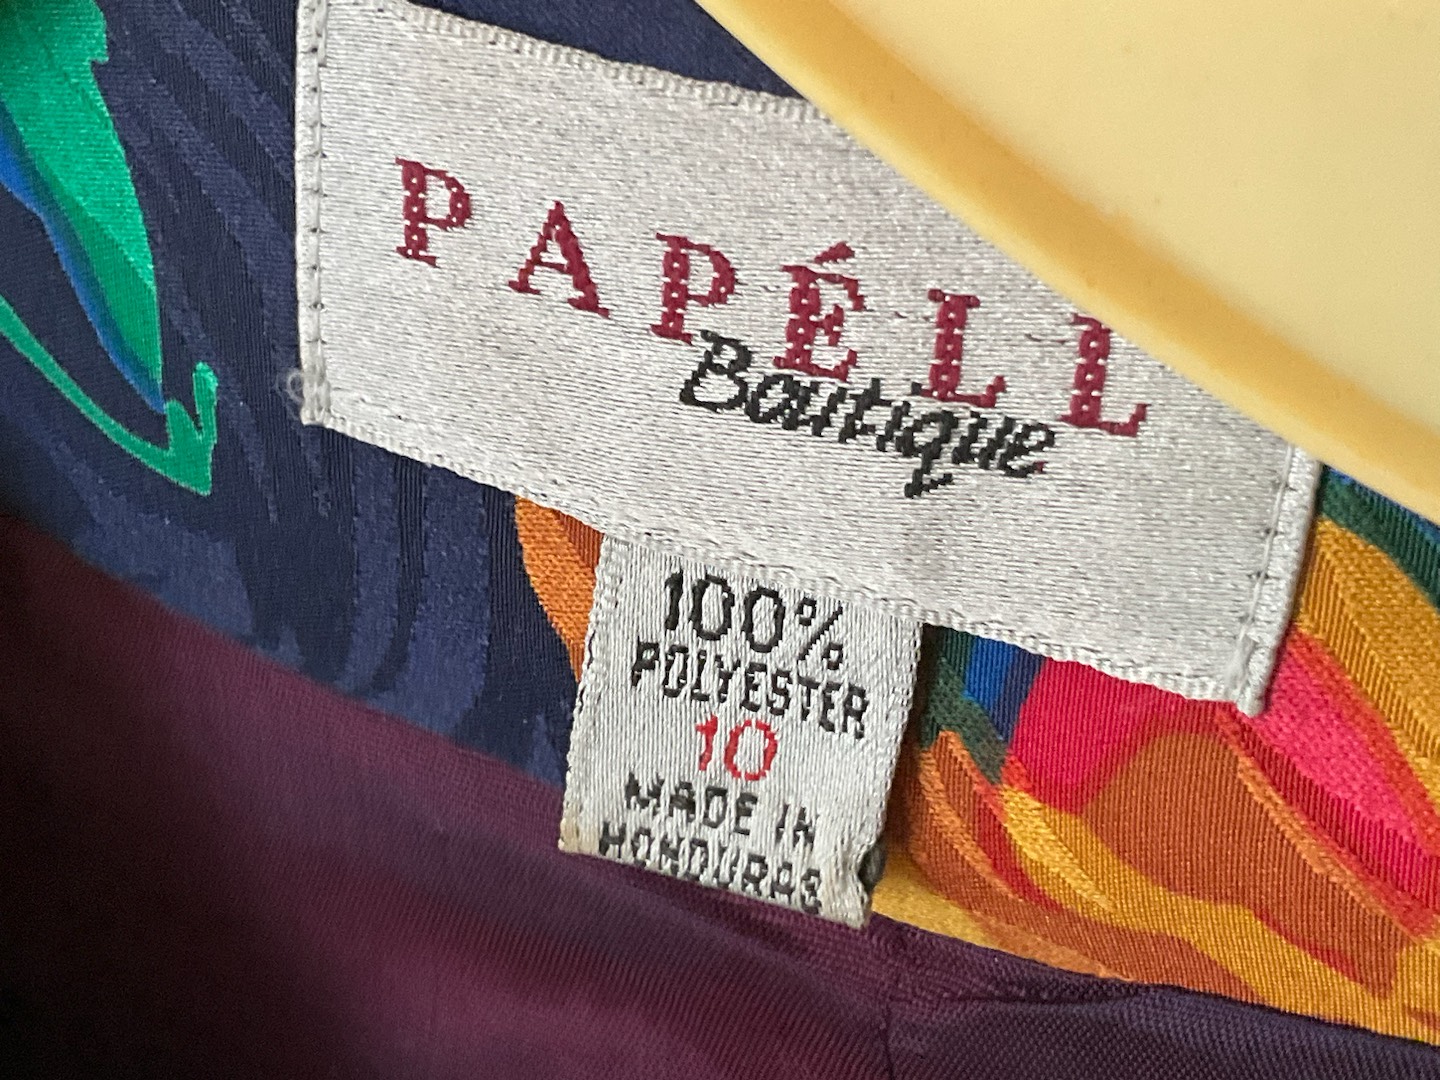 PAPÉLL
Boutique
100%
POLYESTER
10
MADE IN
HONDURAS